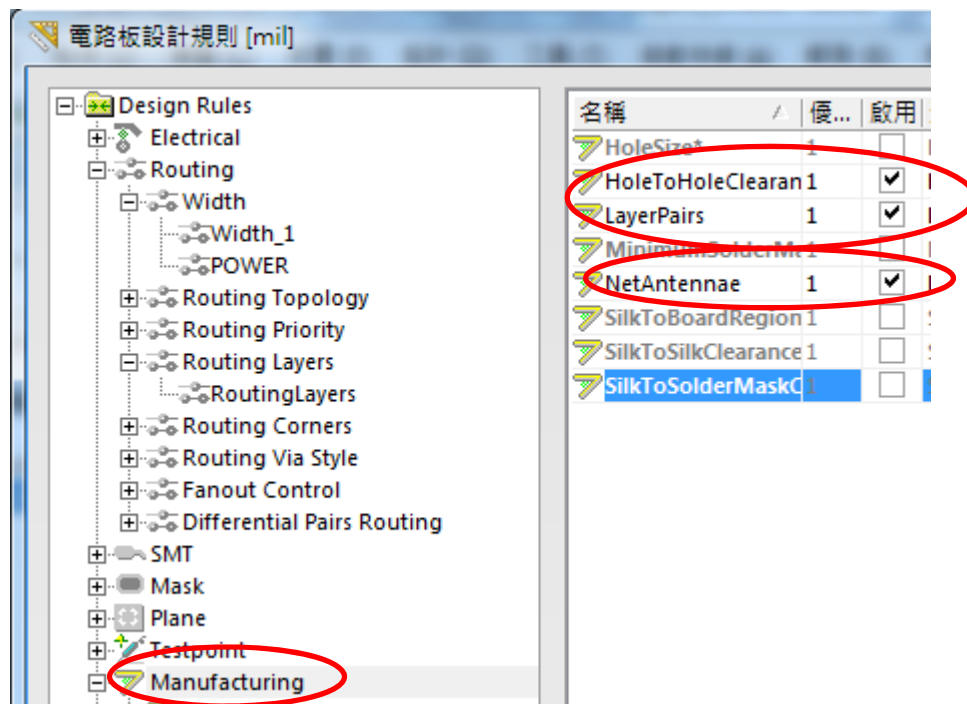 電路板設計規則 [mil]
Design Rules
Electrical
Routing
Width
Width_1
POWER
Routing Topology
Routing Priority
Routing Layers
RoutingLayers
Routing Corners
Routing Via Style
Fanout Control
Differential Pairs Routing
SMT
Mask
Plane
Testpoint
Manufacturing
名稱 優... 啟用
HoleSize* 1
HoleToHoleClearan 1
LayerPairs 1
MinimumSolderMa 1
NetAntennae 1
SilkToBoardRegion 1
SilkToSilkClearance 1
SilkToSolderMaskC 1